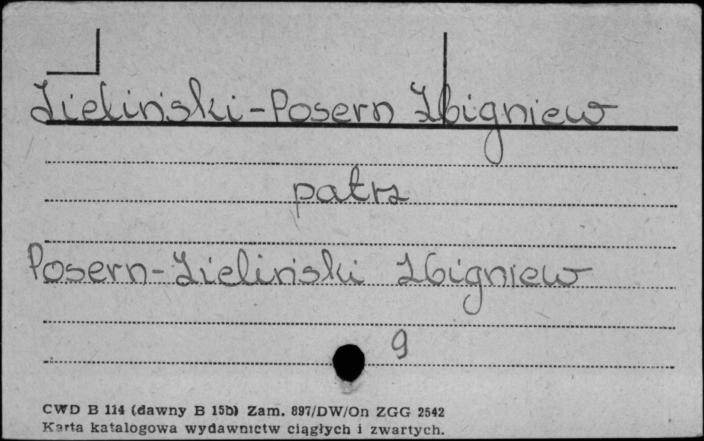 Zieliński-Posern Zbigniew
patrz
Posern-Zieliński Zbigniew
9
CWD B 114 (dawny B 15b) Zam. 897/DW/On ZGG 2542
Karta katalogowa wydawnictw ciągłych i zwartych.